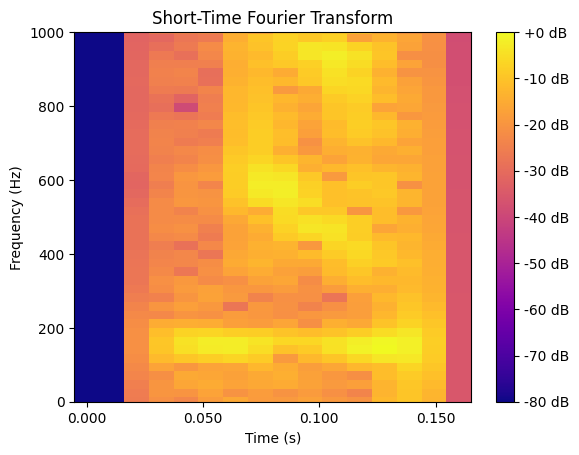 Short-Time Fourier Transform
1000
800
600
400
200
0
Frequency (Hz)
0.000
0.050
0.100
0.150
Time (s)
+0 dB
-10 dB
-20 dB
-30 dB
-40 dB
-50 dB
-60 dB
-70 dB
-80 dB